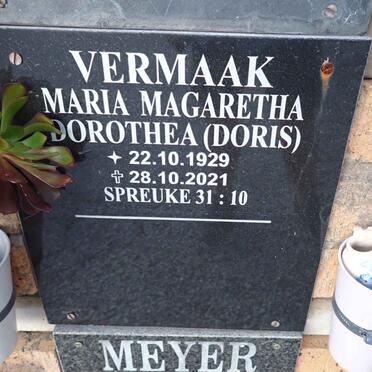 VERMAAK
MARIA MAGARETHA
DOROTHEA (DORIS)
✦ 22.10.1929
✝ 28.10.2021
SPREUKE 31 : 10
MEYER